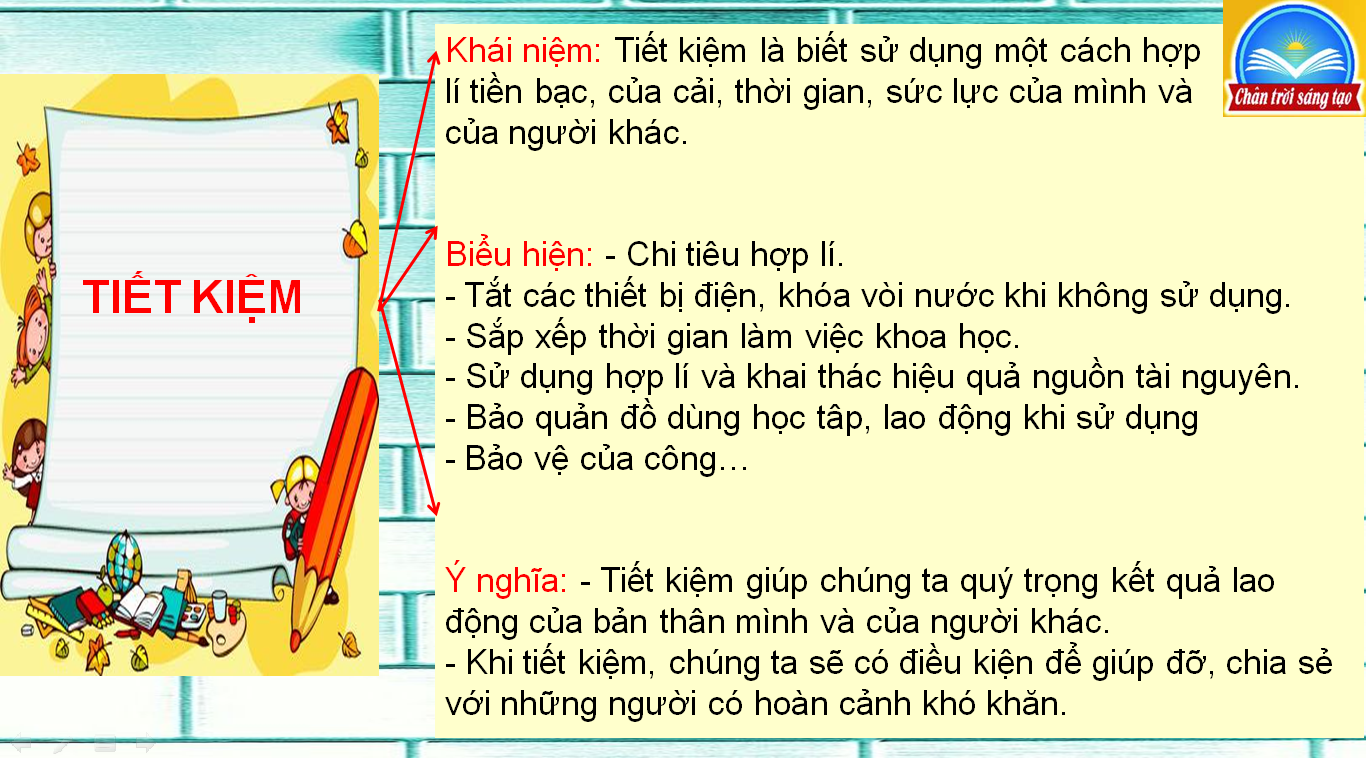 TIẾT KIỆM
Khái niệm: Tiết kiệm là biết sử dụng một cách hợp
lí tiền bạc, của cải, thời gian, sức lực của mình và
của người khác.
Biểu hiện: - Chi tiêu hợp lí.
- Tắt các thiết bị điện, khóa vòi nước khi không sử dụng.
- Sắp xếp thời gian làm việc khoa học.
- Sử dụng hợp lí và khai thác hiệu quả nguồn tài nguyên.
- Bảo quản đồ dùng học tâp, lao động khi sử dụng
- Bảo vệ của công…
Ý nghĩa: - Tiết kiệm giúp chúng ta quý trọng kết quả lao
động của bản thân mình và của người khác.
- Khi tiết kiệm, chúng ta sẽ có điều kiện để giúp đỡ, chia sẻ
với những người có hoàn cảnh khó khăn.
Chân trời sáng tạo